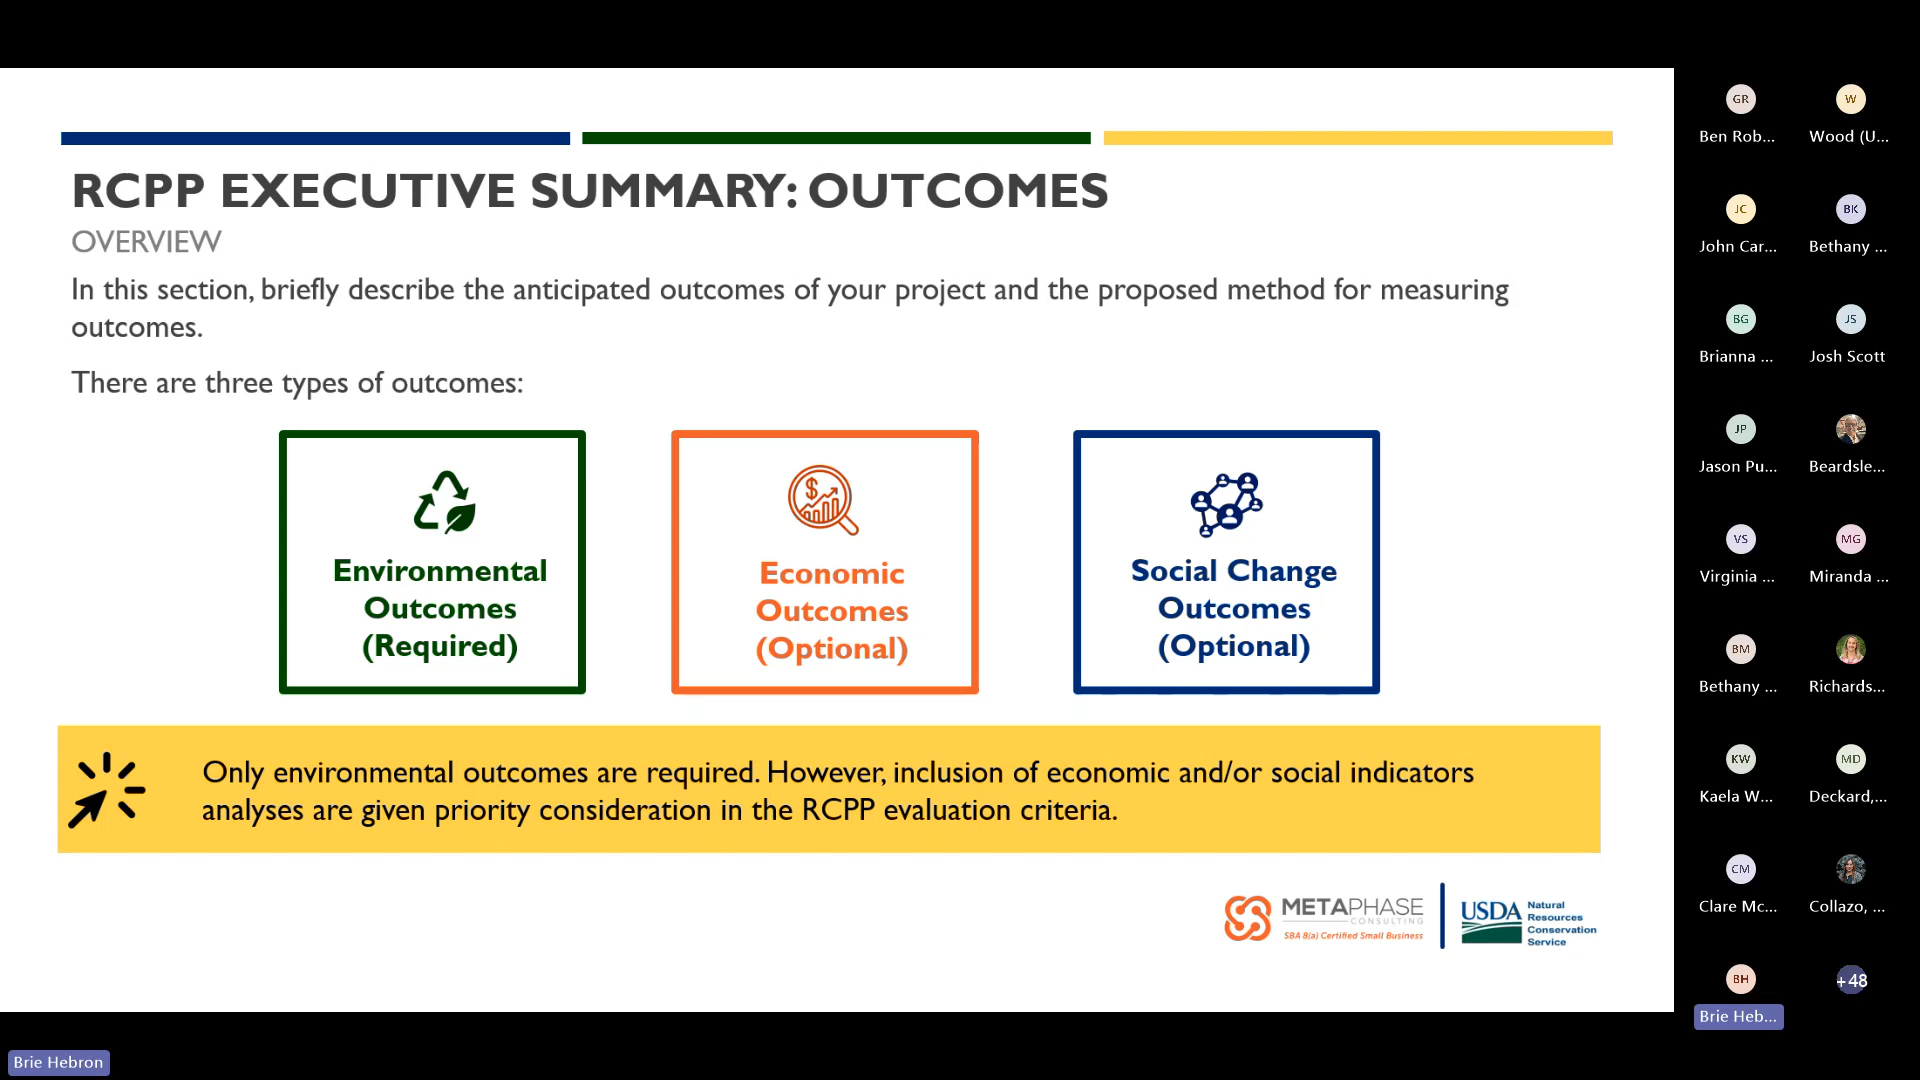 RCPP EXECUTIVE SUMMARY: OUTCOMES
OVERVIEW
In this section, briefly describe the anticipated outcomes of your project and the proposed method for measuring
outcomes.
There are three types of outcomes:
Environmental
Outcomes
(Required)
Economic
Outcomes
(Optional)
Social Change
Outcomes
(Optional)
Only environmental outcomes are required. However, inclusion of economic and/or social indicators
analyses are given priority consideration in the RCPP evaluation criteria.
METAPHASE
CONSULTING
SBA 8(a) Certified Small Business
USDA
Natural
Resources
Conservation
Service
GR
Ben Rob...
W
Wood (U...
JC
John Car...
BK
Bethany ...
BG
Brianna ...
JS
Josh Scott
JP
Jason Pu...
Beardsle...
VS
Virginia ...
MG
Miranda ...
BM
Bethany ...
Richards...
KW
Kaela W...
MD
Deckard,...
CM
Clare Mc...
Collazo, ...
BH
Brie Heb...
+48
Brie Hebron